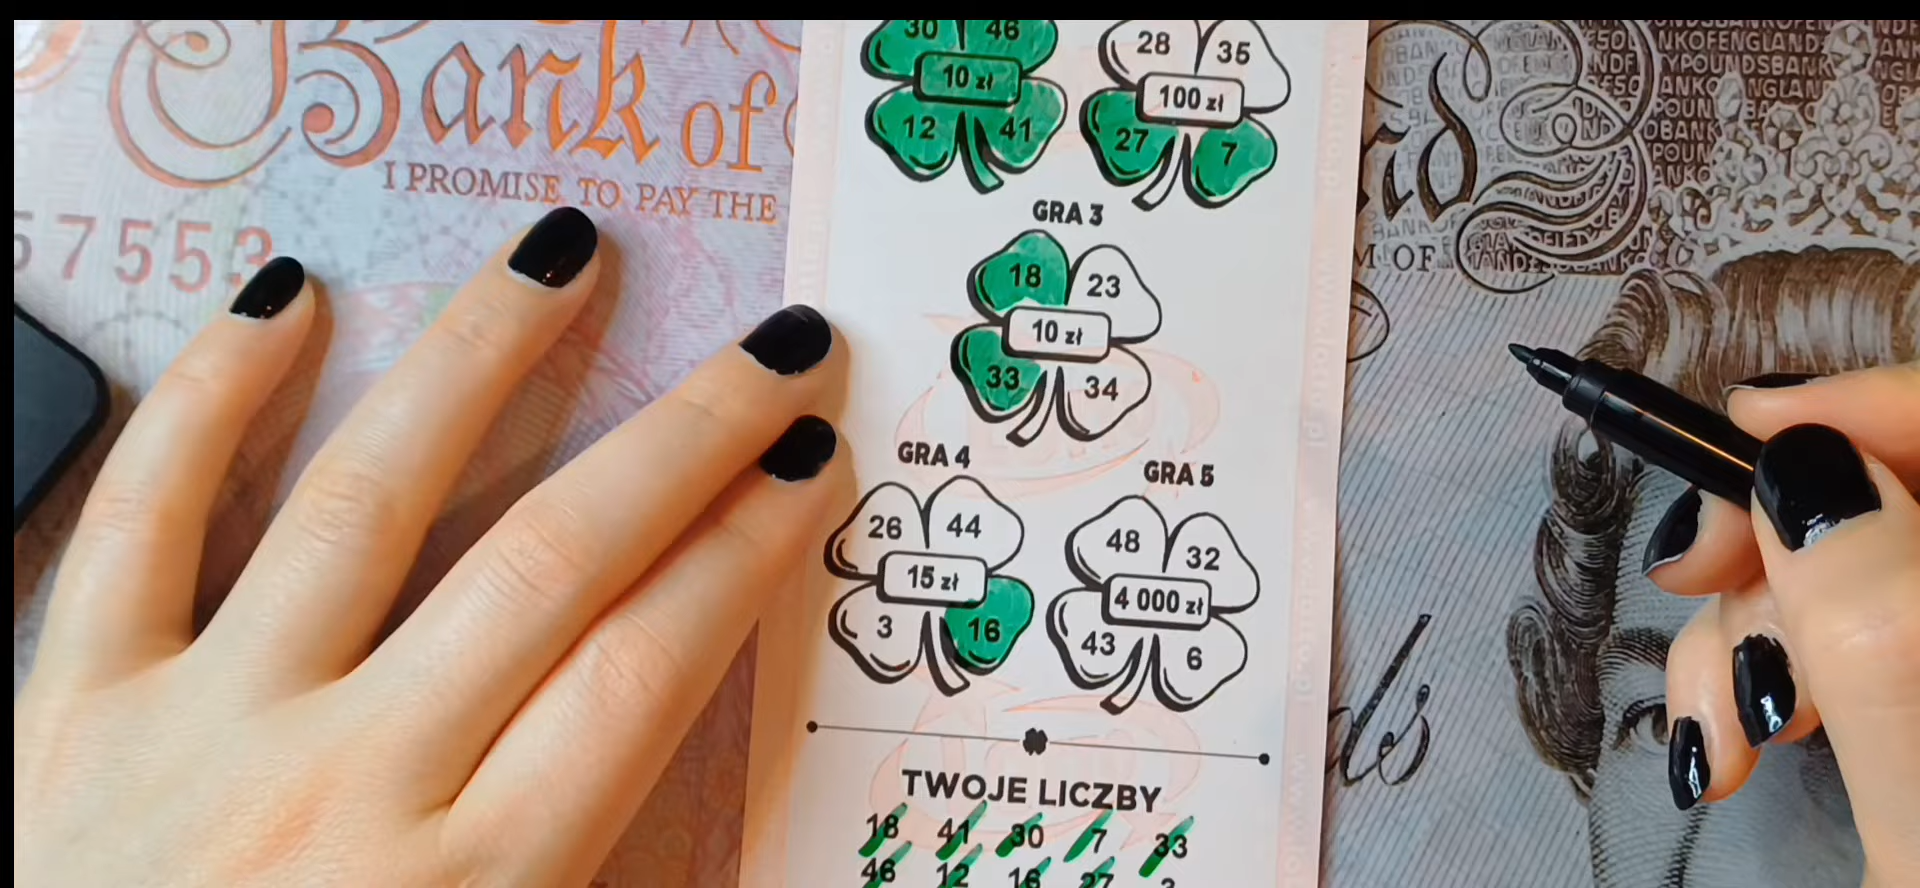 Bank of
I PROMISE TO PAY THE
57553
30 46
10 zł
12 41
28 35
100 zł
27 7
GRA 3
18 23
10 zł
33 34
GRA 4
26 44
15 zł
3 16
GRA 5
48 32
4 000 zł
43 6
TWOJE LICZBY
18 41 30 7 33
46 12 16 27 3